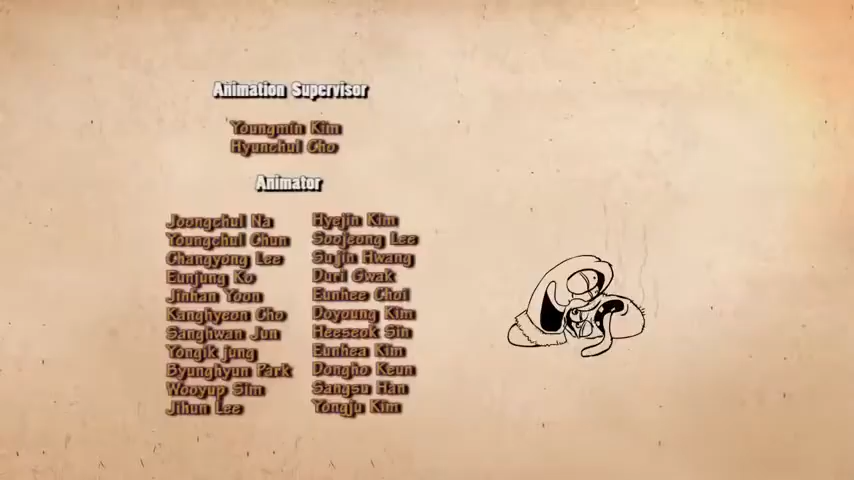 Animation Supervisor
Youngmin Kim
Hyunchul Cho
Animator
Joongchul Na
Hyejin Kim
Youngchul Chun
Soojeong Lee
Changyong Lee
Sujin Hwang
Eunjung Ko
Duri Gwak
Jinhan Yoon
Eunhee Choi
Kanghyeon Cho
Doyoung Kim
Sanghwan Jun
Heeseok Sin
Yongik jung
Eunhea Kim
Byunghyun Park
Dongho Keun
Wooyup Sim
Sangsu Han
Jihun Lee
Yongju Kim